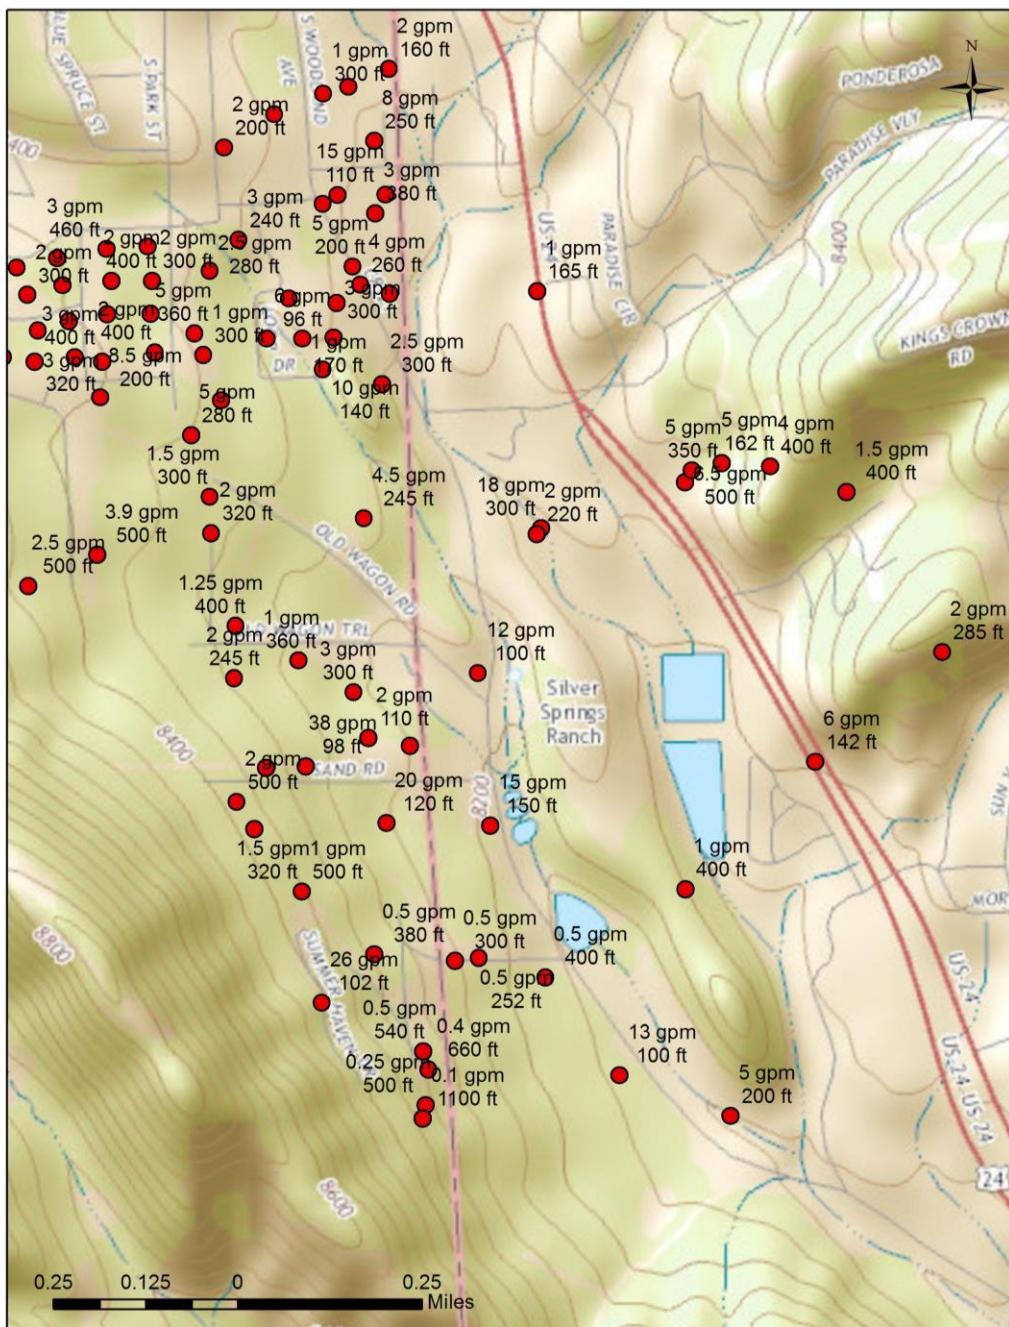 2 gpm
160 ft
1 gpm
300 ft
N
PONDEROSA
S PARK ST
AVE
2 gpm
200 ft
8 gpm
250 ft
PARADISE VLY
15 gpm
110 ft
3 gpm
380 ft
3 gpm
240 ft
5 gpm
200 ft
3 gpm
460 ft
2 gpm
400 ft
2 gpm
300 ft
2.5 gpm
280 ft
4 gpm
260 ft
PARADISE CIR
8400
1 gpm
165 ft
2 gpm
300 ft
5 gpm
360 ft
6 gpm
96 ft
3 gpm
300 ft
3 gpm
400 ft
2 gpm
400 ft
1 gpm
300 ft
KINGS CROWN
RD
3 gpm
320 ft
8.5 gpm
200 ft
DR
1 gpm
170 ft
2.5 gpm
300 ft
10 gpm
140 ft
5 gpm
280 ft
5 gpm
350 ft
5 gpm
162 ft
4 gpm
400 ft
1.5 gpm
300 ft
6.5 gpm
500 ft
1.5 gpm
400 ft
2 gpm
320 ft
4.5 gpm
245 ft
18 gpm
300 ft
2 gpm
220 ft
3.9 gpm
500 ft
2.5 gpm
500 ft
OLD WAGON RD
1.25 gpm
400 ft
WAGON TRL
1 gpm
360 ft
2 gpm
245 ft
3 gpm
300 ft
12 gpm
100 ft
2 gpm
285 ft
Silver
Springs
Ranch
2 gpm
110 ft
38 gpm
98 ft
8400
6 gpm
142 ft
2 gpm
500 ft
SAND RD
20 gpm
120 ft
8200
15 gpm
150 ft
1.5 gpm
320 ft
1 gpm
500 ft
1 gpm
400 ft
8800
0.5 gpm
380 ft
0.5 gpm
300 ft
0.5 gpm
400 ft
26 gpm
102 ft
0.5 gpm
252 ft
US-24
0.5 gpm
540 ft
0.4 gpm
660 ft
13 gpm
100 ft
0.25 gpm
500 ft
0.1 gpm
1100 ft
5 gpm
200 ft
US-24 US-24
24
8600
0.25 0.125 0 0.25
Miles